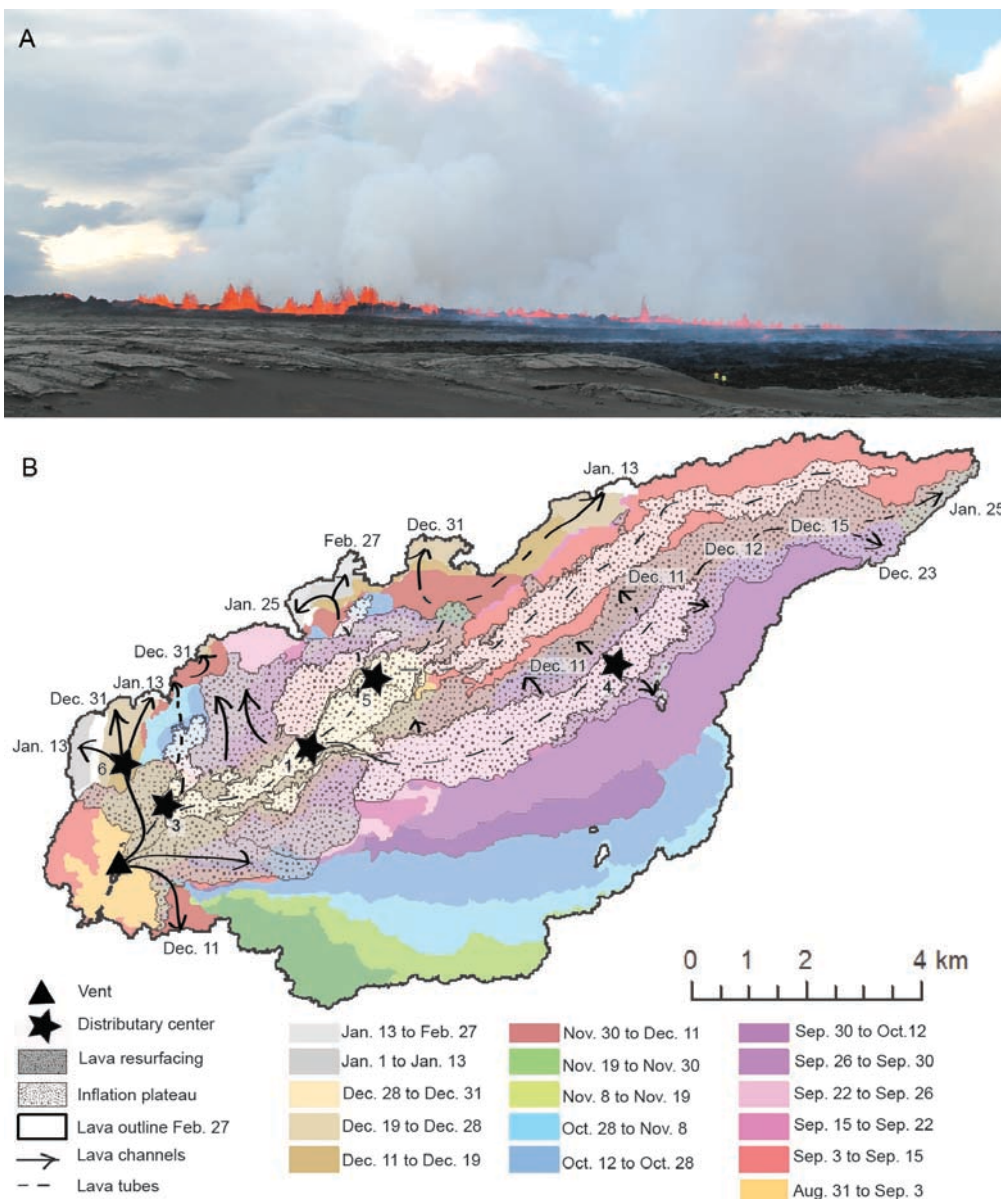 A
B
Jan. 13
Jan. 25
Dec. 31
Dec. 15
Feb. 27
Dec. 12
Dec. 23
Jan. 25
Dec. 11
Dec. 31
Dec. 11
Jan. 13
4
Dec. 31
5
Jan. 13
1
6
3
Dec. 11
0 1 2 4 km
Vent
Distributary center
Lava resurfacing
Inflation plateau
Lava outline Feb. 27
Lava channels
Lava tubes
Jan. 13 to Feb. 27
Jan. 1 to Jan. 13
Dec. 28 to Dec. 31
Dec. 19 to Dec. 28
Dec. 11 to Dec. 19
Nov. 30 to Dec. 11
Nov. 19 to Nov. 30
Nov. 8 to Nov. 19
Oct. 28 to Nov. 8
Oct. 12 to Oct. 28
Sep. 30 to Oct.12
Sep. 26 to Sep. 30
Sep. 22 to Sep. 26
Sep. 15 to Sep. 22
Sep. 3 to Sep. 15
Aug. 31 to Sep. 3